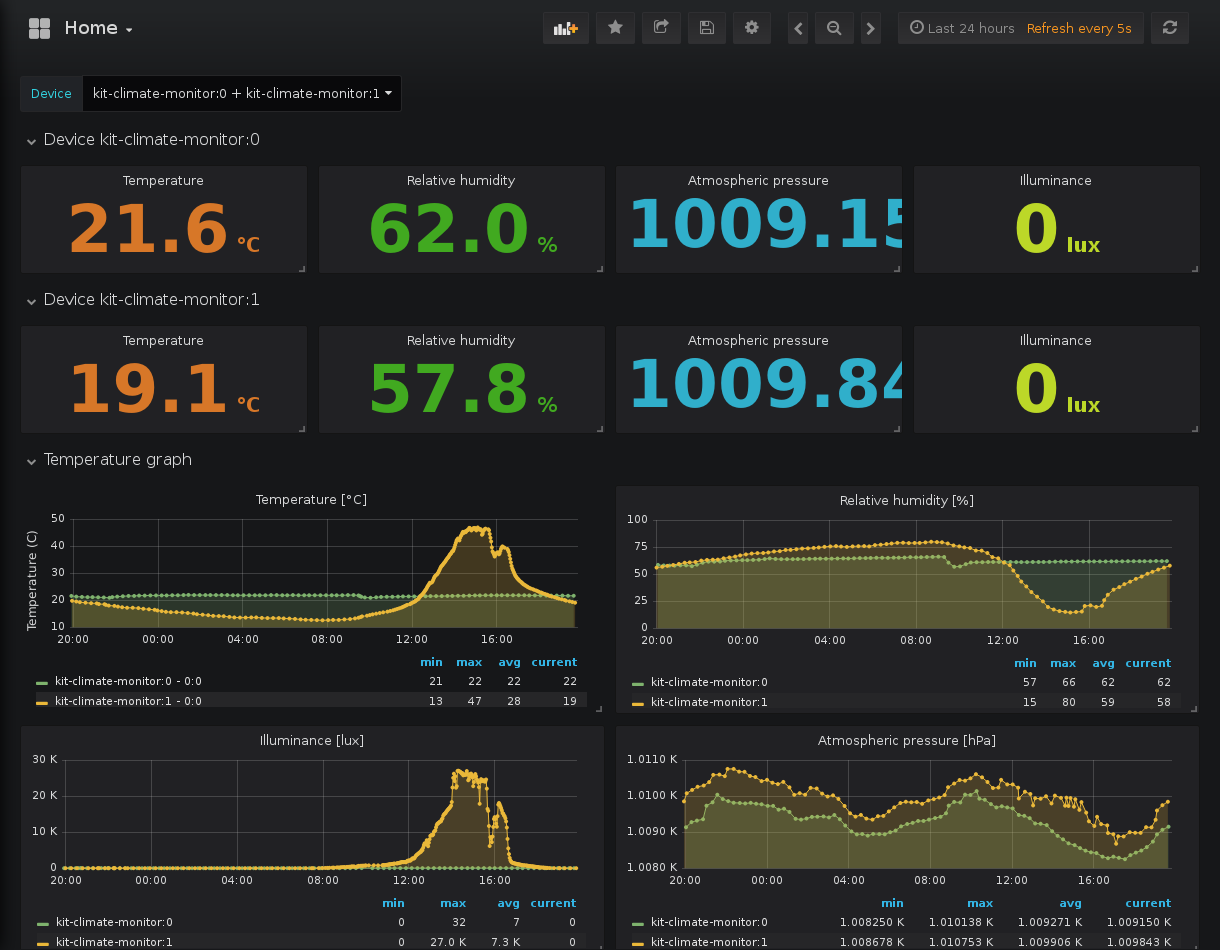 Home
Last 24 hours Refresh every 5s
Device kit-climate-monitor:0 + kit-climate-monitor:1
Device kit-climate-monitor:0
Temperature Relative humidity Atmospheric pressure Illuminance
21.6 °C 62.0 % 1009.15 0 lux
Device kit-climate-monitor:1
Temperature Relative humidity Atmospheric pressure Illuminance
19.1 °C 57.8 % 1009.84 0 lux
Temperature graph
Temperature [°C]
Temperature (C)
50
40
30
20
10
20:00 00:00 04:00 08:00 12:00 16:00
min max avg current
kit-climate-monitor:0 - 0:0 21 22 22 22
kit-climate-monitor:1 - 0:0 13 47 28 19
Relative humidity [%]
100
75
50
25
0
20:00 00:00 04:00 08:00 12:00 16:00
min max avg current
kit-climate-monitor:0 57 66 62 62
kit-climate-monitor:1 15 80 59 58
Illuminance [lux]
30 K
20 K
10 K
0
20:00 00:00 04:00 08:00 12:00 16:00
min max avg current
kit-climate-monitor:0 0 32 7 0
kit-climate-monitor:1 0 27.0 K 7.3 K 0
Atmospheric pressure [hPa]
1.0110 K
1.0100 K
1.0090 K
1.0080 K
20:00 00:00 04:00 08:00 12:00 16:00
min max avg current
kit-climate-monitor:0 1.008250 K 1.010138 K 1.009271 K 1.009150 K
kit-climate-monitor:1 1.008678 K 1.010753 K 1.009906 K 1.009843 K